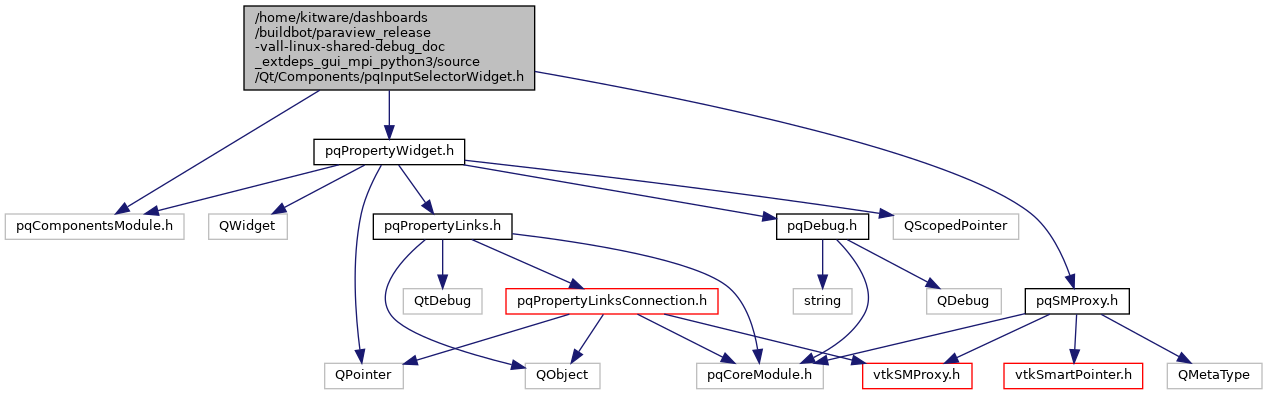 /home/kitware/dashboards
/buildbot/paraview_release
-vall-linux-shared-debug_doc
_extdeps_gui_mpi_python3/source
/Qt/Components/pqInputSelectorWidget.h
pqPropertyWidget.h
pqComponentsModule.h
QWidget
pqPropertyLinks.h
pqDebug.h
QScopedPointer
QtDebug
pqPropertyLinksConnection.h
string
QDebug
pqSMProxy.h
QPointer
QObject
pqCoreModule.h
vtkSMProxy.h
vtkSmartPointer.h
QMetaType